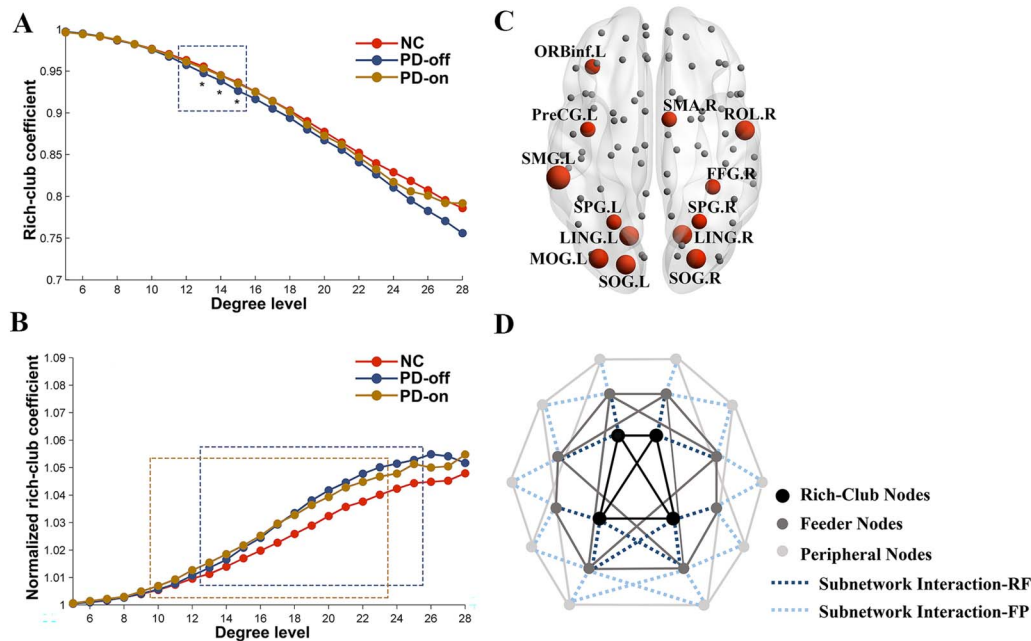 A
Rich-club coefficient
1
0.95
0.9
0.85
0.8
0.75
0.7
NC
PD-off
PD-on
* * *
6 8 10 12 14 16 18 20 22 24 26 28
Degree level
B
Normalized rich-club coefficient
1.09
1.08
1.07
1.06
1.05
1.04
1.03
1.02
1.01
1
NC
PD-off
PD-on
6 8 10 12 14 16 18 20 22 24 26 28
Degree level
C
ORBinf.L
PreCG.L
SMA.R
ROL.R
SMG.L
FFG.R
SPG.L
SPG.R
LING.L
LING.R
MOG.L
SOG.L
SOG.R
D
Rich-Club Nodes
Feeder Nodes
Peripheral Nodes
Subnetwork Interaction-RF
Subnetwork Interaction-FP